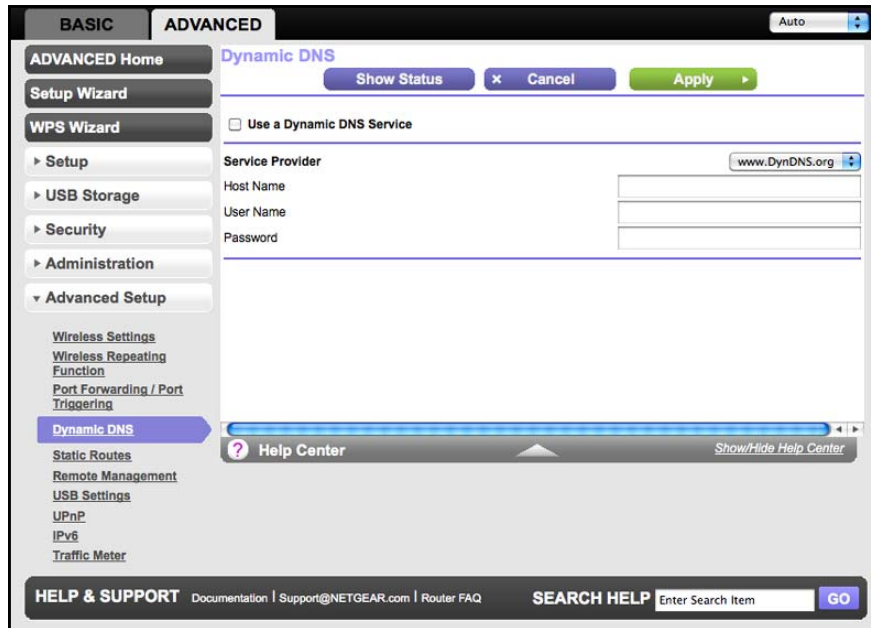 BASIC
ADVANCED
Auto
ADVANCED Home
Setup Wizard
WPS Wizard
Setup
USB Storage
Security
Administration
Advanced Setup
Wireless Settings
Wireless Repeating
Function
Port Forwarding / Port
Triggering
Dynamic DNS
Static Routes
Remote Management
USB Settings
UPnP
IPv6
Traffic Meter
Dynamic DNS
Show Status
× Cancel
Apply
Use a Dynamic DNS Service
Service Provider
www.DynDNS.org
Host Name
User Name
Password
? Help Center
Show/Hide Help Center
HELP & SUPPORT Documentation | Support@NETGEAR.com | Router FAQ
SEARCH HELP Enter Search Item GO